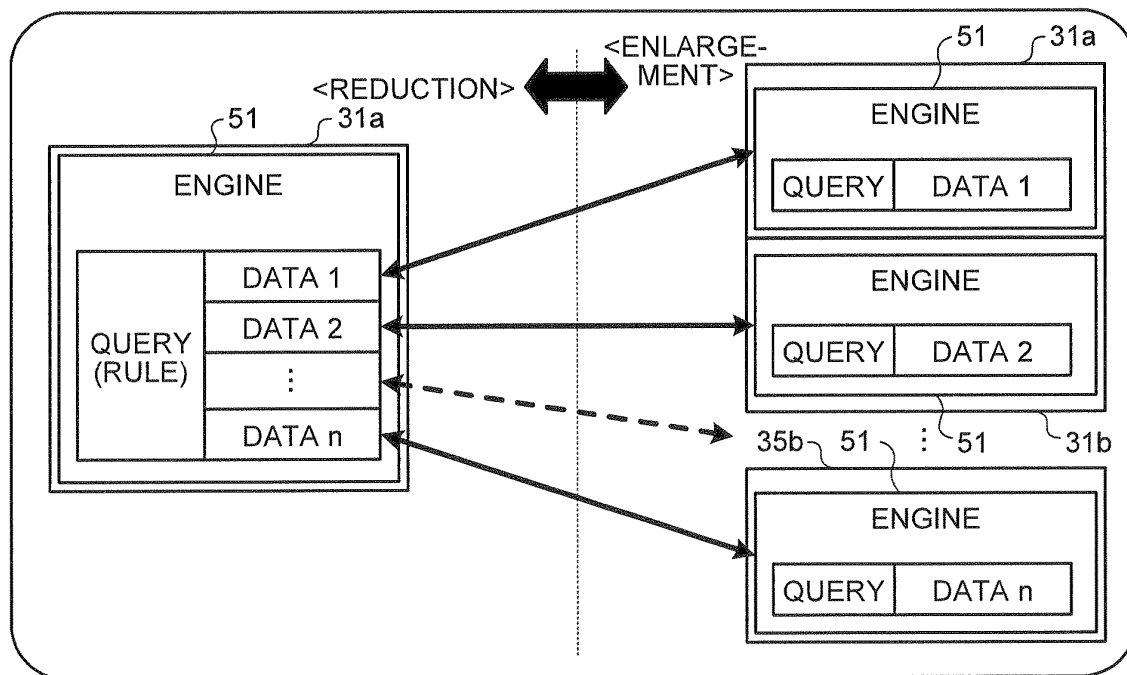 <REDUCTION>
<ENLARGE-
MENT>
51
31a
ENGINE
QUERY
(RULE)
DATA 1
DATA 2
⋮
DATA n
51
31a
ENGINE
QUERY
DATA 1
ENGINE
QUERY
DATA 2
35b
51
⋮
51
31b
ENGINE
QUERY
DATA n